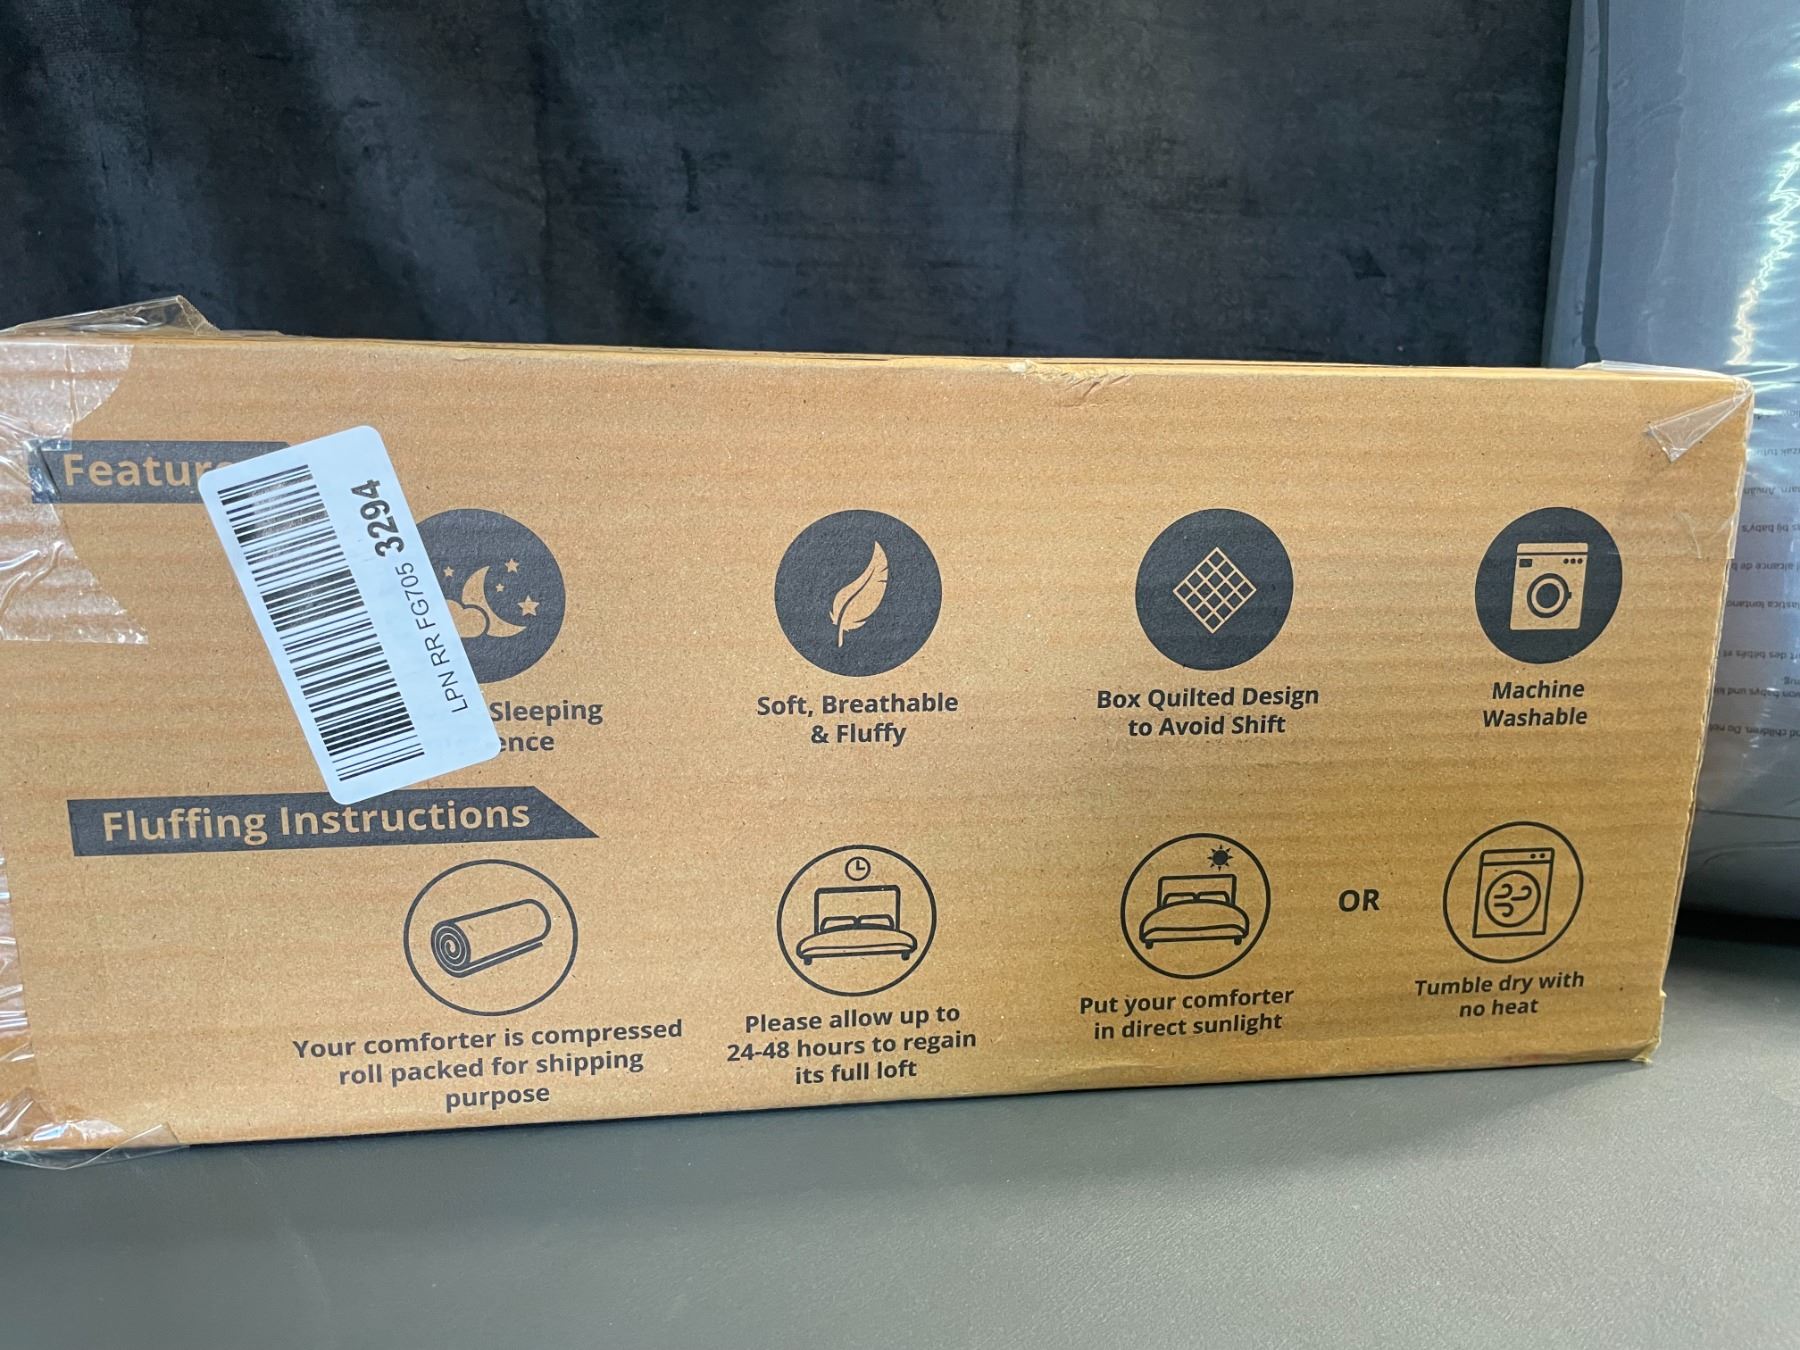 Featur
LPN RR FG705 3294
Sleeping
ence
Soft, Breathable
& Fluffy
Box Quilted Design
to Avoid Shift
Machine
Washable
Fluffing Instructions
Your comforter is compressed
roll packed for shipping
purpose
Please allow up to
24-48 hours to regain
its full loft
Put your comforter
in direct sunlight
OR
Tumble dry with
no heat